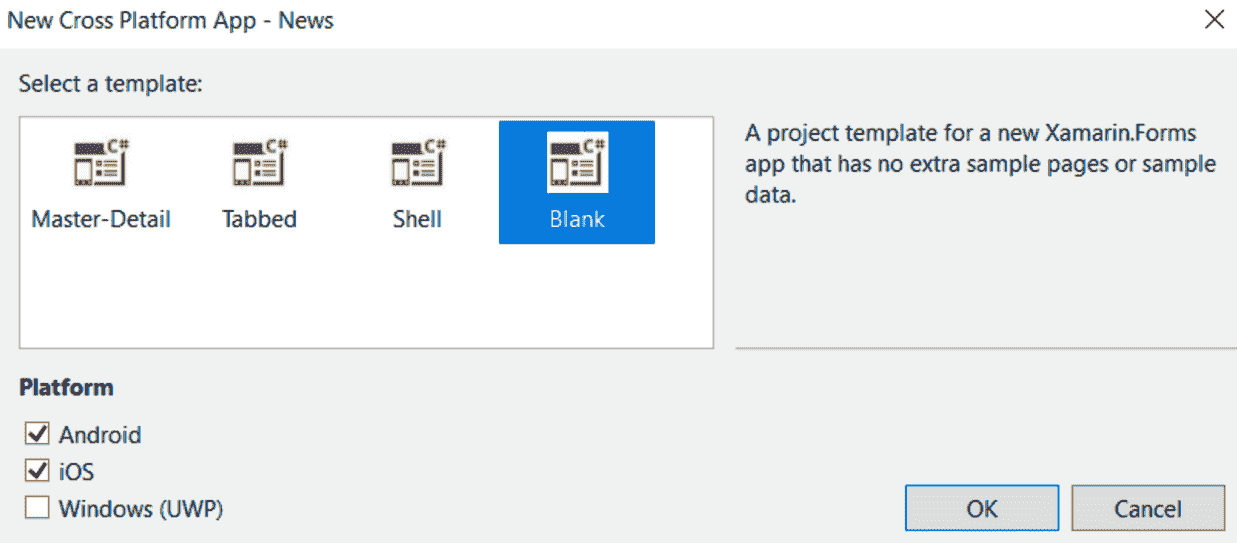 New Cross Platform App - News
Select a template:
C# C# C# C#
Master-Detail Tabbed Shell Blank
A project template for a new Xamarin.Forms
app that has no extra sample pages or sample
data.
Platform
Android
iOS
Windows (UWP)
OK Cancel